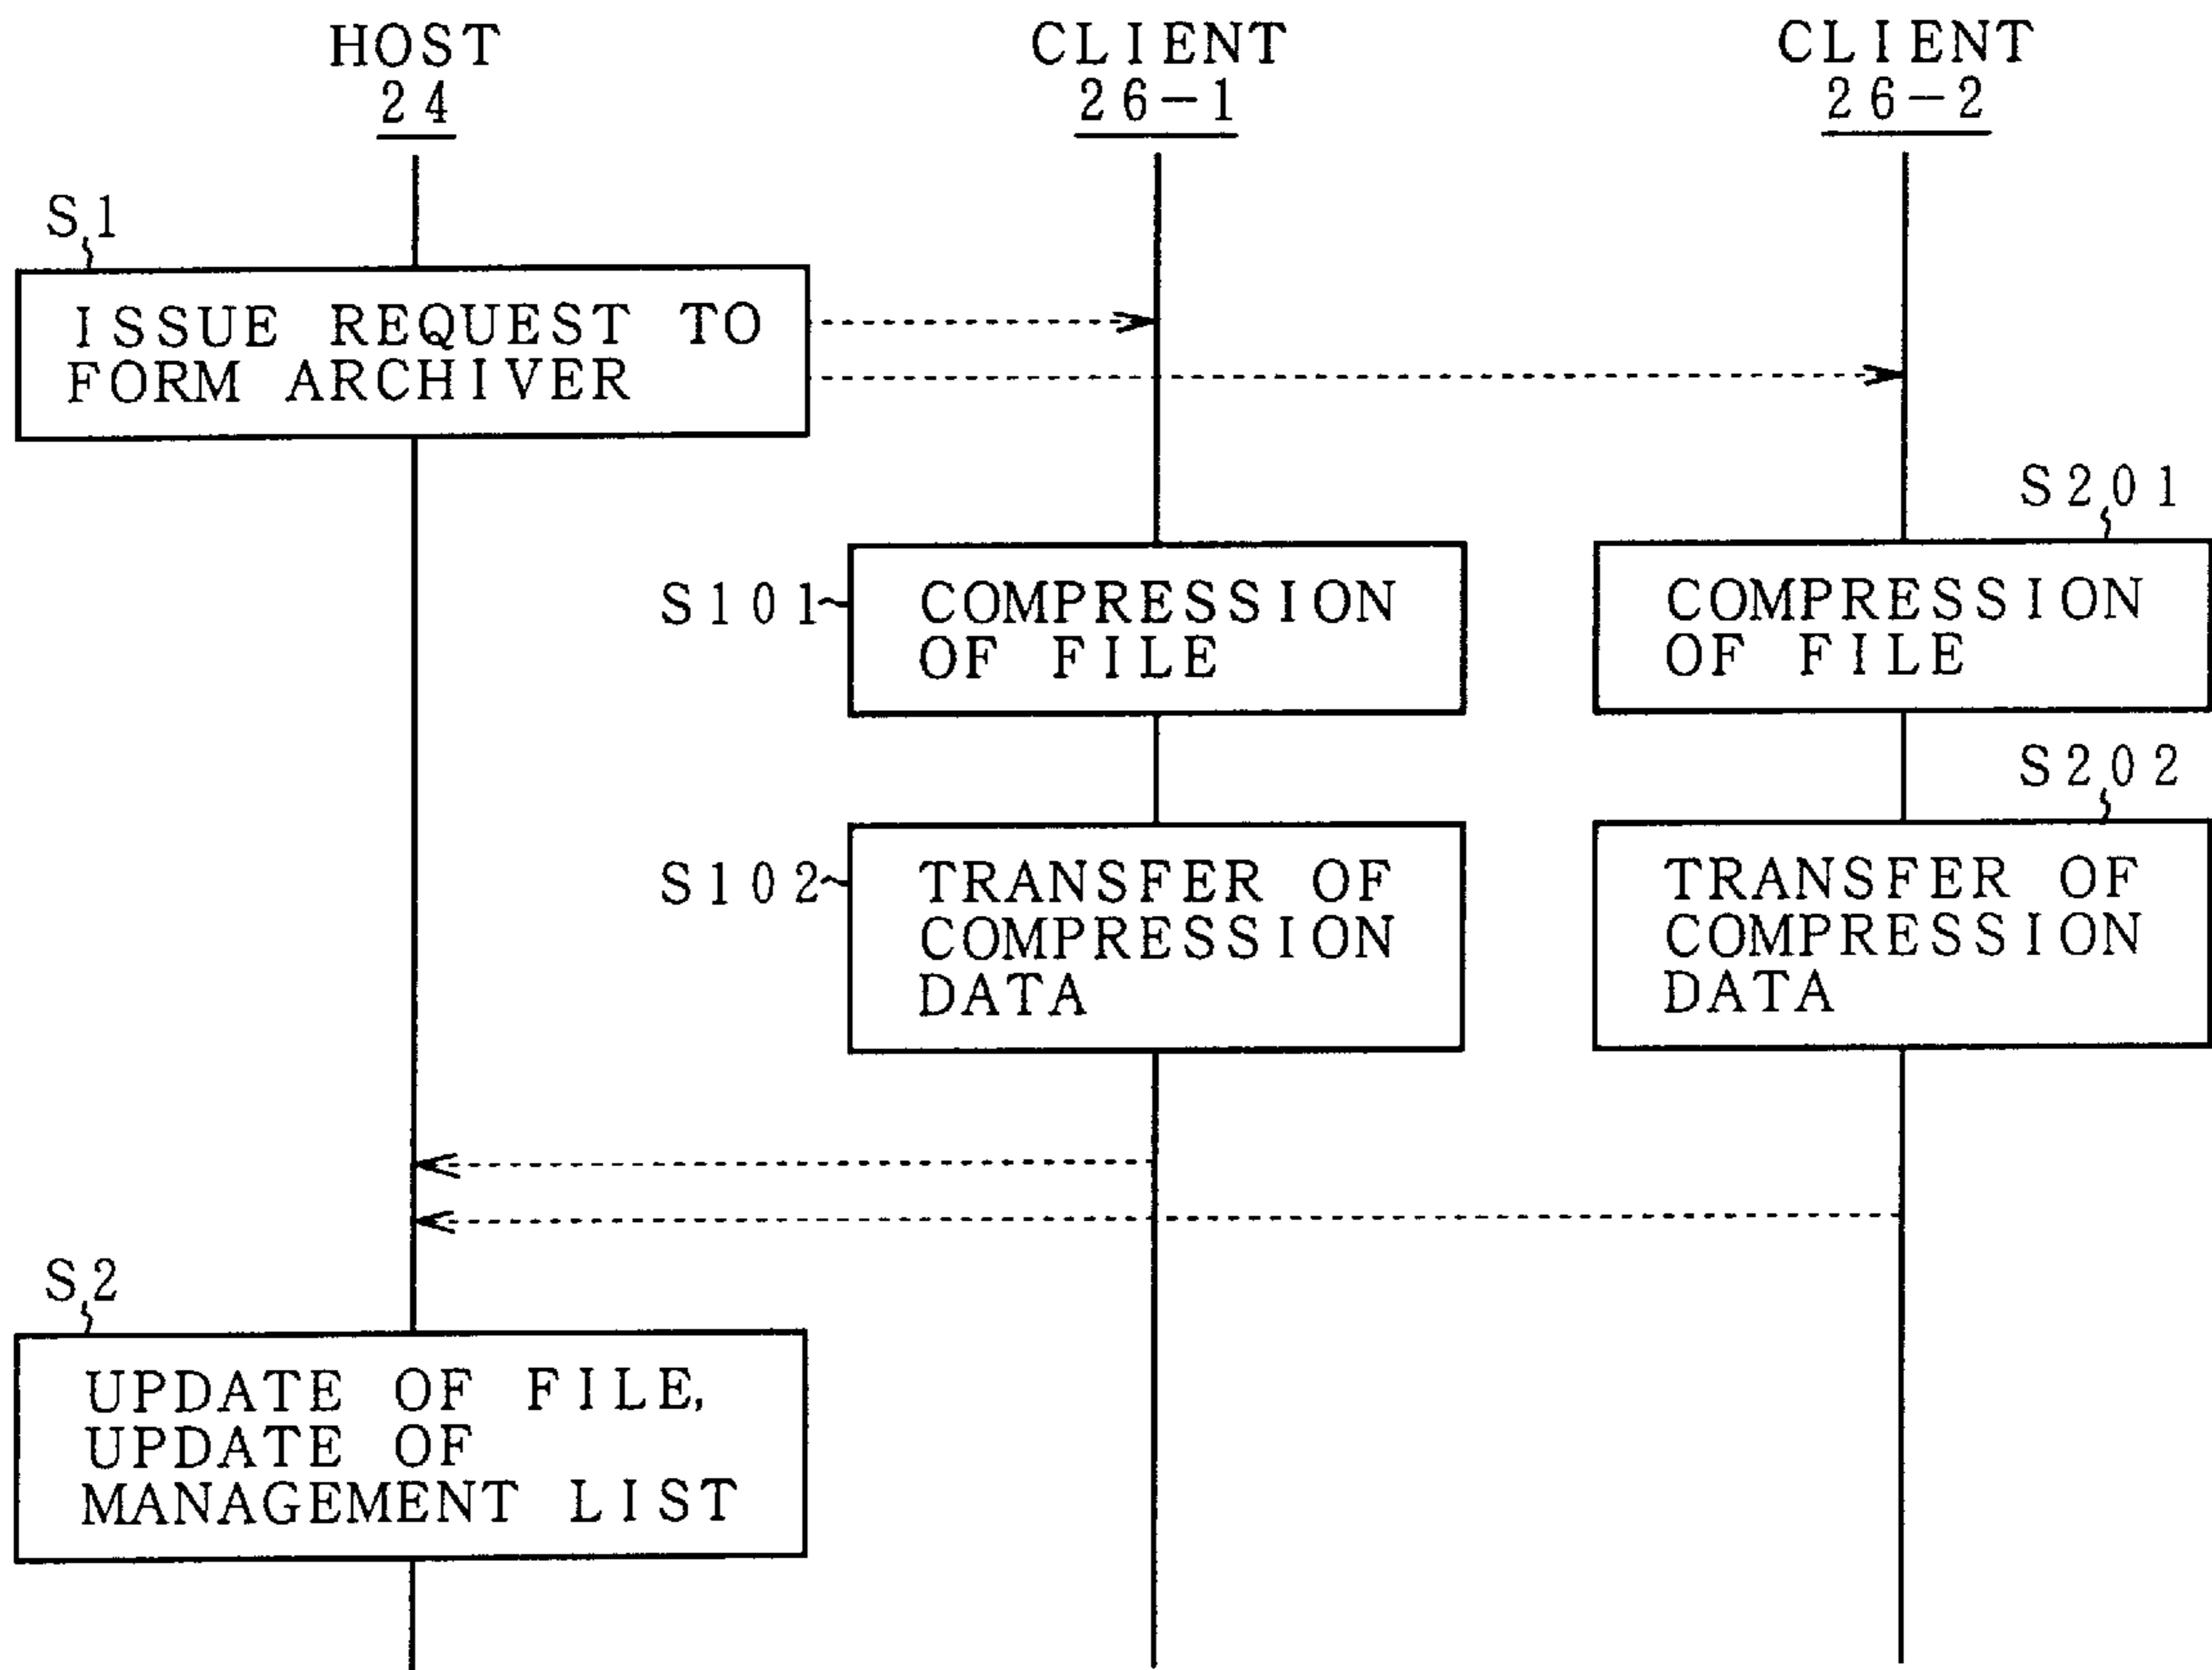 HOST
24
CLIENT
26-1
CLIENT
26-2
S1
ISSUE REQUEST TO
FORM ARCHIVER
S201
S101
COMPRESSION
OF FILE
COMPRESSION
OF FILE
S202
S102
TRANSFER OF
COMPRESSION
DATA
TRANSFER OF
COMPRESSION
DATA
S2
UPDATE OF FILE,
UPDATE OF
MANAGEMENT LIST